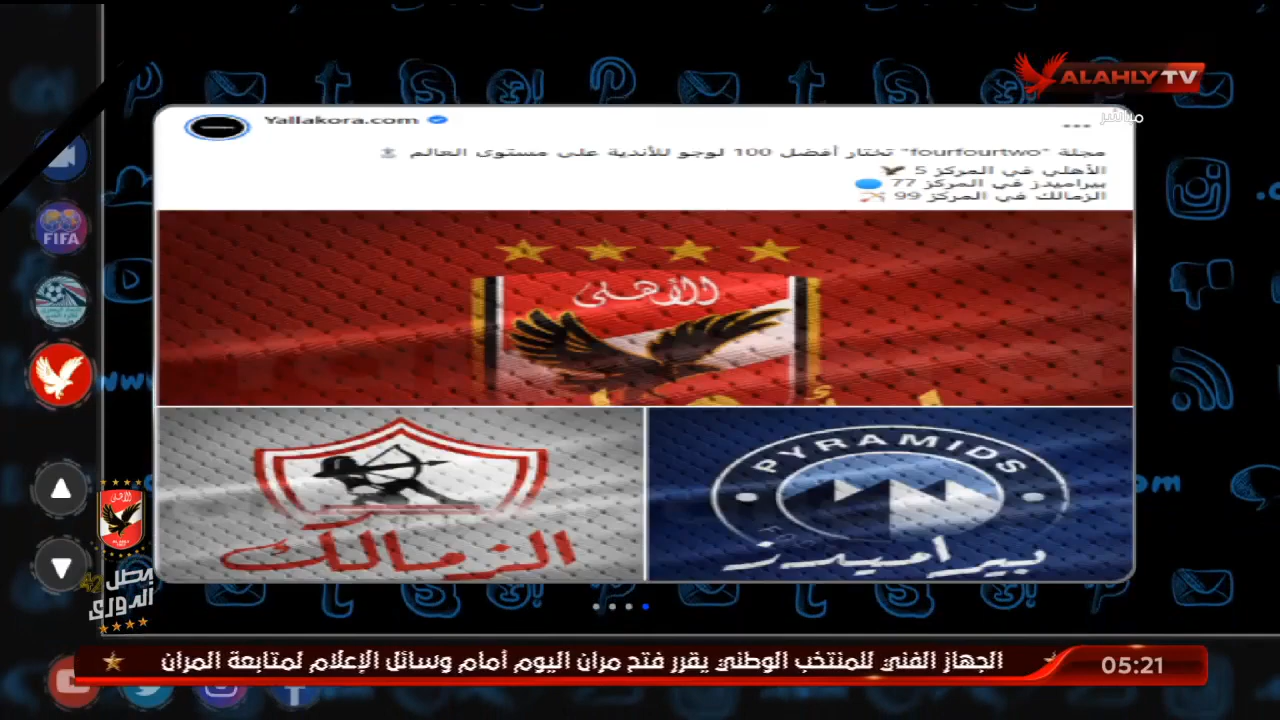 ALAHLY TV
مباشر
Yallakora.com
مجلة "fourfourtwo" تختار أفضل 100 لوجو للأندية على مستوى العالم
الأهلي في المركز 5
بيراميدز في المركز 77
الزمالك في المركز 99
FIFA
الأهلى
PYRAMIDS
الزمالك
بيراميدز
بطل
الدورى
الجهاز الفني للمنتخب الوطني يقرر فتح مران اليوم أمام وسائل الإعلام لمتابعة المران
05:21